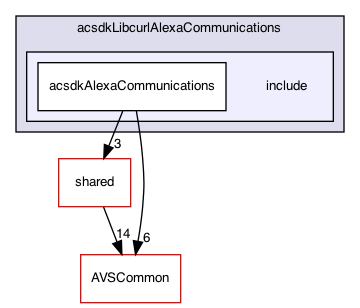 acsdkLibcurlAlexaCommunications
acsdkAlexaCommunications include
3
shared
14 6
AVSCommon